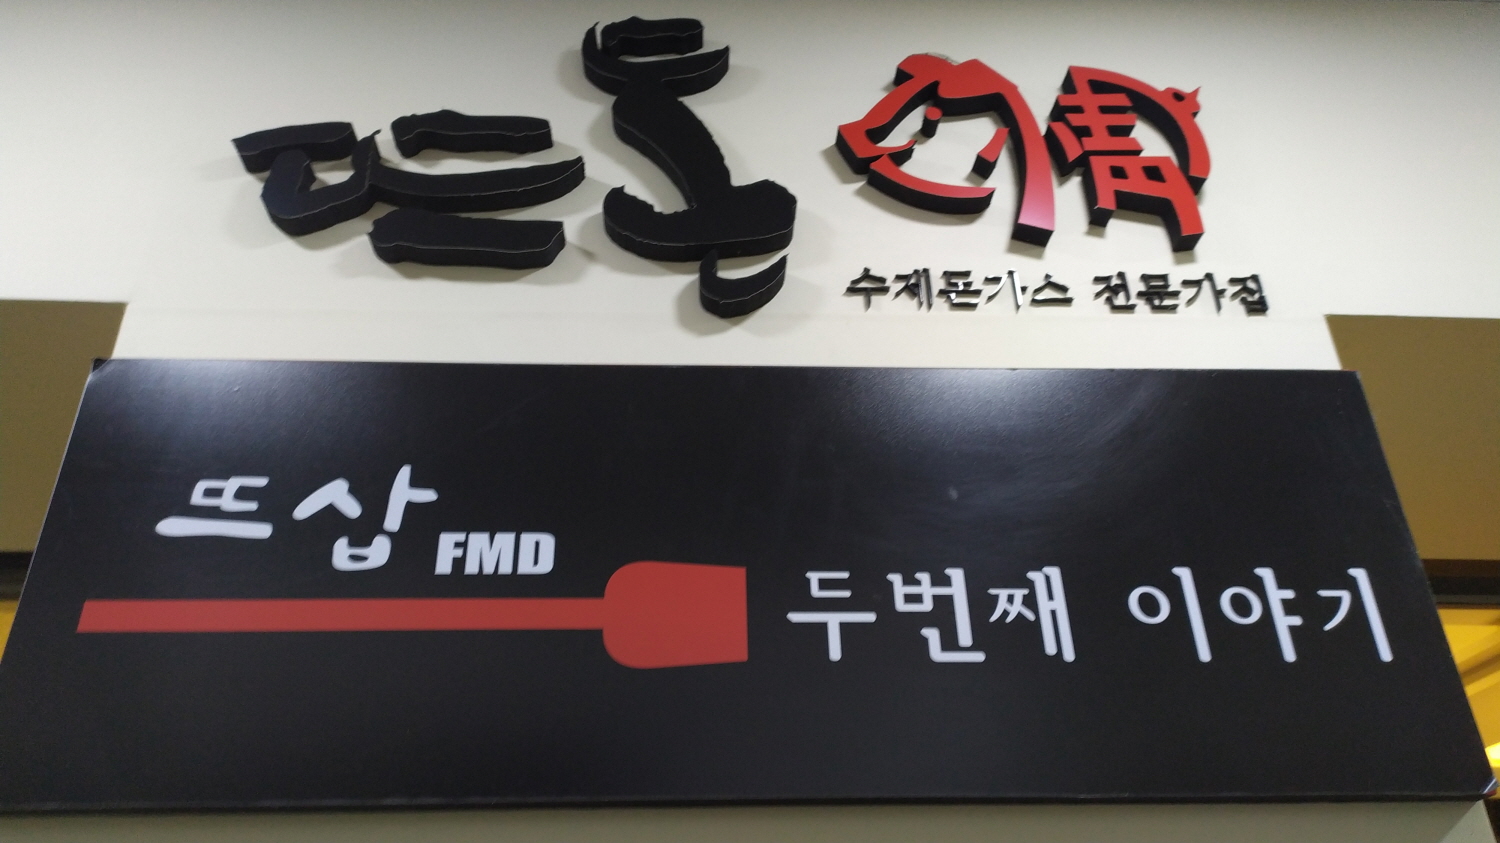 수제돈가스 전문가집
뜨삽 FMD
두번째 이야기